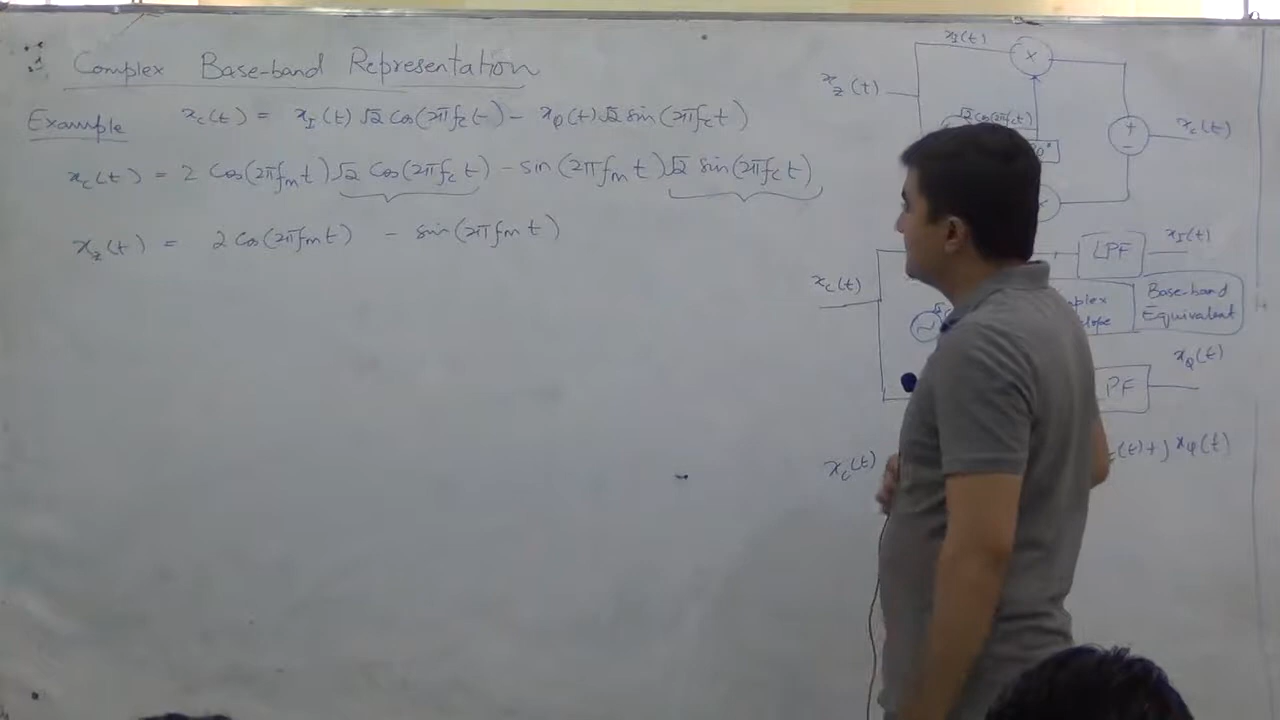 Complex Base-band Representation
Example x_c(t) = x_I(t) √2 Cos(2πf_c t) - x_Q(t) √2 sin(2πf_c t)
x_c(t) = 2 Cos(2πf_m t) √2 Cos(2πf_c t) - sin(2πf_m t) √2 sin(2πf_c t)
x_z(t) = 2 Cos(2πf_m t) - sin(2πf_m t)
x_I(t)
×
x_z(t)
√2 Cos(2πf_c t)
+
-
x_c(t)
0°
x_c(t)
~
LPF
x_I(t)
Base-band
Equivalent
PF
x_Q(t)
x_c(t)
(t) + j x_Q(t)